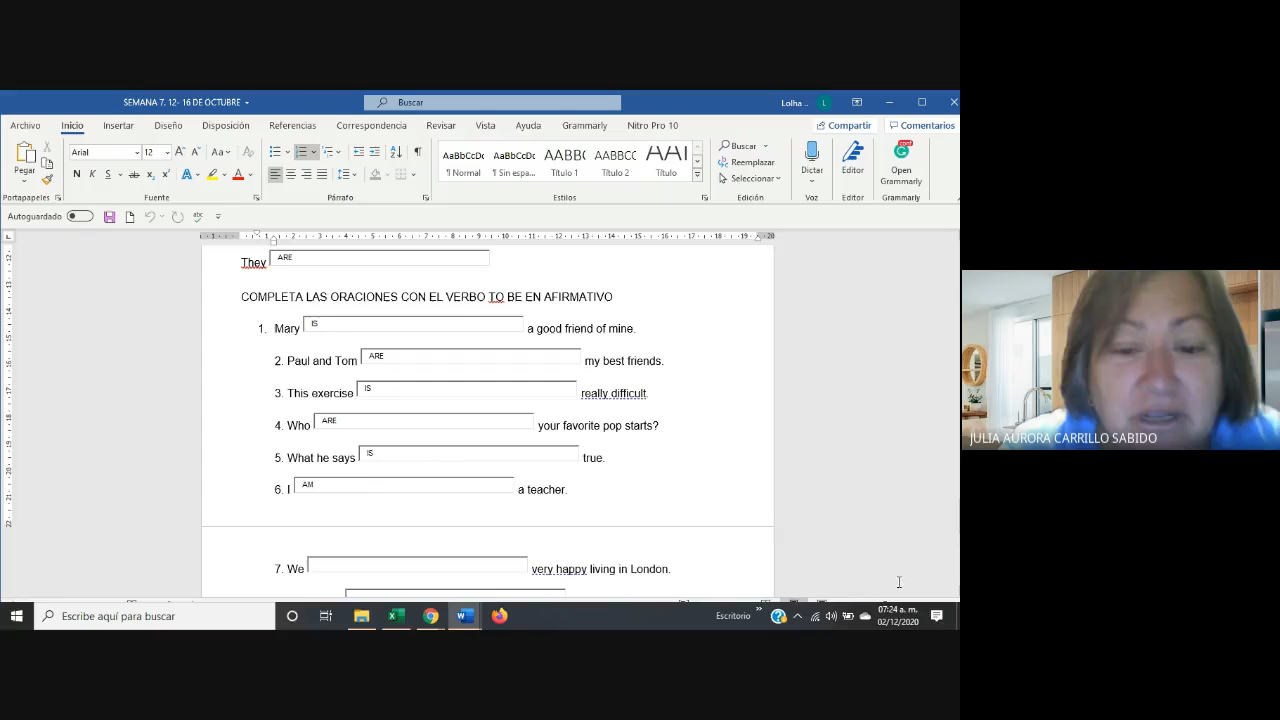 SEMANA 7. 12- 16 DE OCTUBRE
Buscar
Lolha ..
L
Archivo Inicio Insertar Diseño Disposición Referencias Correspondencia Revisar Vista Ayuda Grammarly Nitro Pro 10
Compartir Comentarios
Pegar
Arial 12
AaBbCcDc AaBbCcDc AABBC AABBCC AAI
¶ Normal ¶ Sin espa... Título 1 Título 2 Título
Buscar
Reemplazar
Seleccionar
Dictar
Editor
Open Grammarly
Portapapeles Fuente Párrafo Estilos Edición Voz Editor Grammarly
Autoguardado
They ARE
COMPLETA LAS ORACIONES CON EL VERBO TO BE EN AFIRMATIVO
1. Mary IS a good friend of mine.
2. Paul and Tom ARE my best friends.
3. This exercise IS really difficult.
4. Who ARE your favorite pop starts?
5. What he says IS true.
6. I AM a teacher.
7. We very happy living in London.
JULIA AURORA CARRILLO SABIDO
Escribe aquí para buscar
Escritorio
07:24 a. m.
02/12/2020